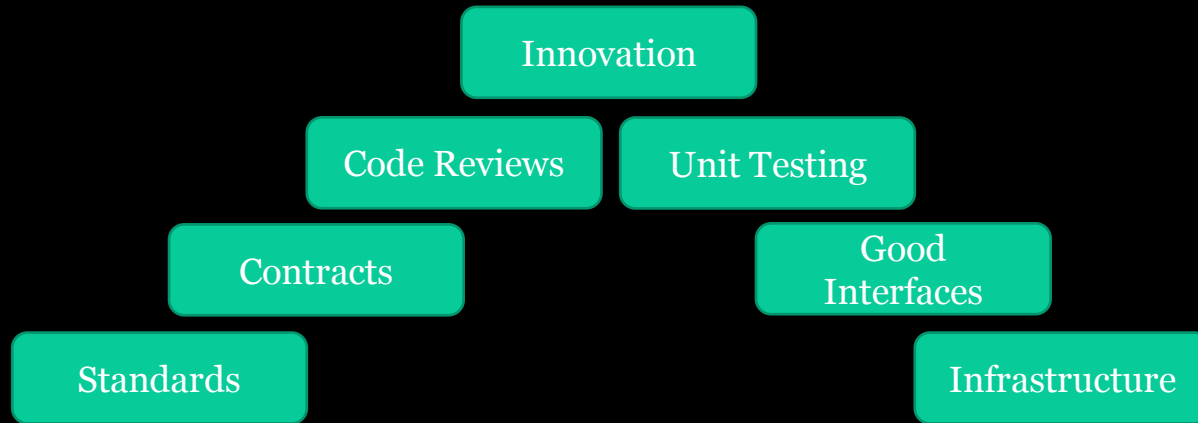 Innovation
Code Reviews
Unit Testing
Contracts
Good
Interfaces
Standards
Infrastructure